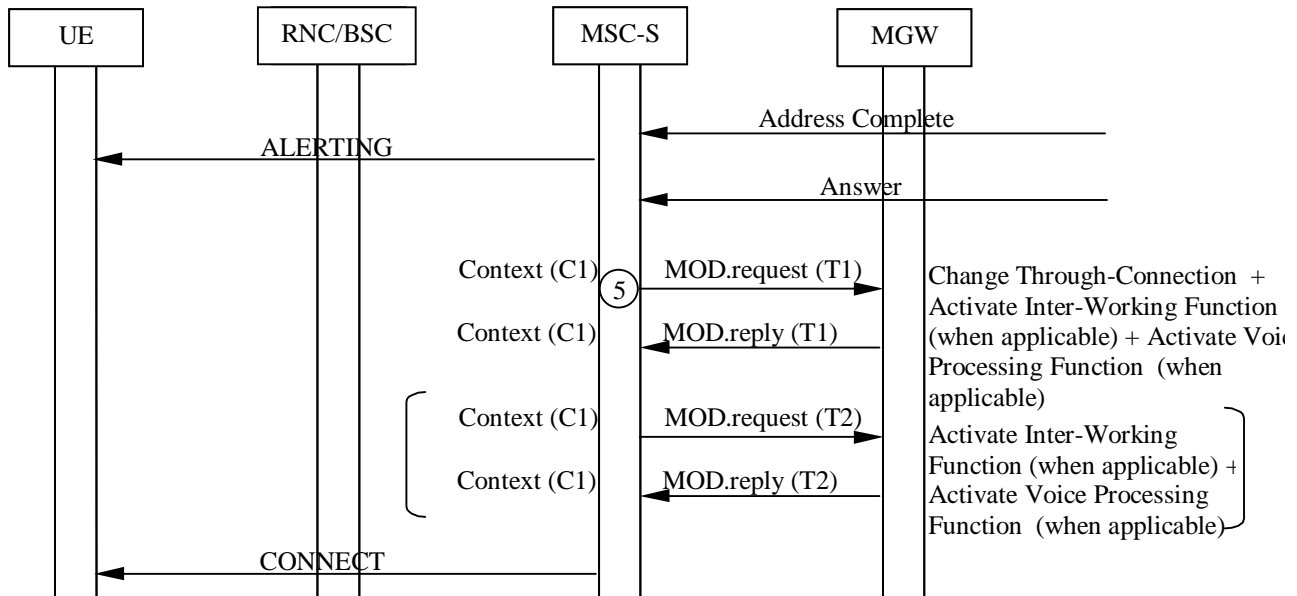 UE
RNC/BSC
MSC-S
MGW
Address Complete
ALERTING
Answer
Context (C1)
5
MOD.request (T1)
Change Through-Connection +
Activate Inter-Working Function
(when applicable) + Activate Voi
Processing Function (when
applicable)
Context (C1)
MOD.reply (T1)
Context (C1)
MOD.request (T2)
Activate Inter-Working
Function (when applicable) +
Activate Voice Processing
Function (when applicable)
Context (C1)
MOD.reply (T2)
CONNECT